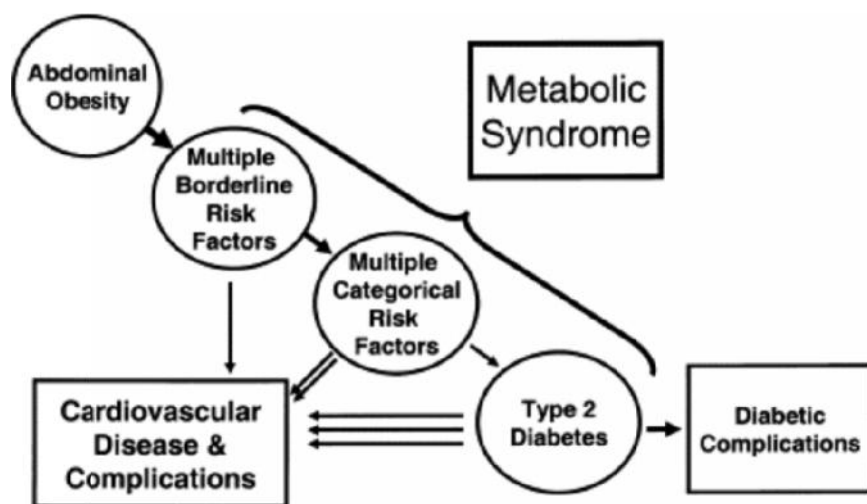 Abdominal
Obesity
Metabolic
Syndrome
Multiple
Borderline
Risk
Factors
Multiple
Categorical
Risk
Factors
Cardiovascular
Disease &
Complications
Type 2
Diabetes
Diabetic
Complications